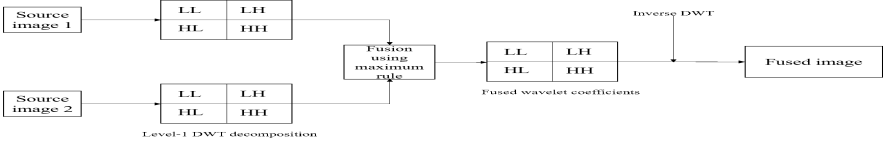 Source
image 1
LL LH
HL HH
Source
image 2
LL LH
HL HH
Level-1 DWT decomposition
Fusion
using
maximum
rule
LL LH
HL HH
Fused wavelet coefficients
Inverse DWT
Fused image